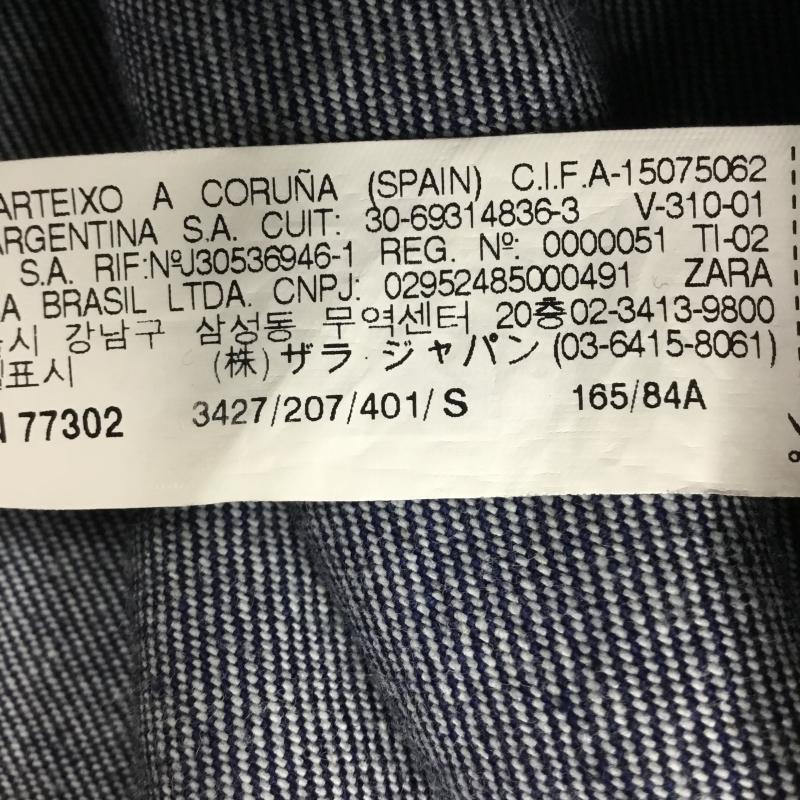 ARTEIXO A CORUÑA (SPAIN) C.I.F.A-15075062
ARGENTINA S.A. CUIT: 30-69314836-3 V-310-01
S.A. RIF:NºJ30536946-1 REG. Nº: 0000051 TI-02
A BRASIL LTDA. CNPJ: 02952485000491 ZARA
시 강남구 삼성동 무역센터 20층02-3413-9800
표시 (株)ザラ ジャパン (03-6415-8061)
77302 3427/207/401/S 165/84A